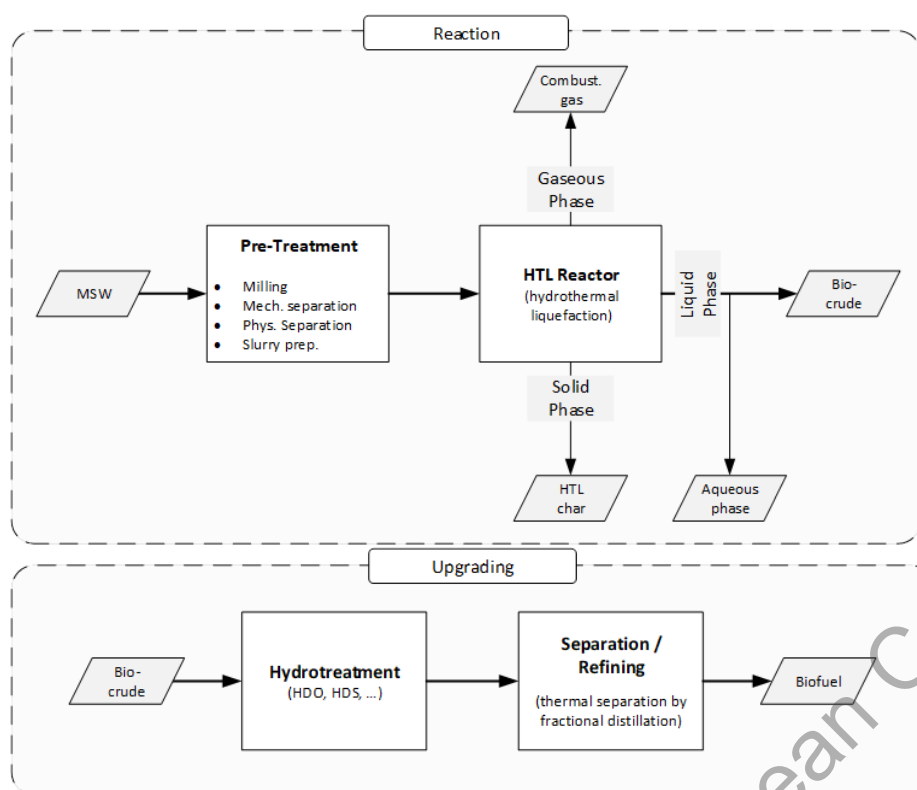 Reaction
Combust.
gas
Gaseous
Phase
Pre-Treatment
• Milling
• Mech. separation
• Phys. Separation
• Slurry prep.
MSW
HTL Reactor
(hydrothermal
liquefaction)
Liquid
Phase
Bio-
crude
Solid
Phase
HTL
char
Aqueous
phase
Upgrading
Bio-
crude
Hydrotreatment
(HDO, HDS, ...)
Separation /
Refining
(thermal separation by
fractional distillation)
Biofuel
ean C